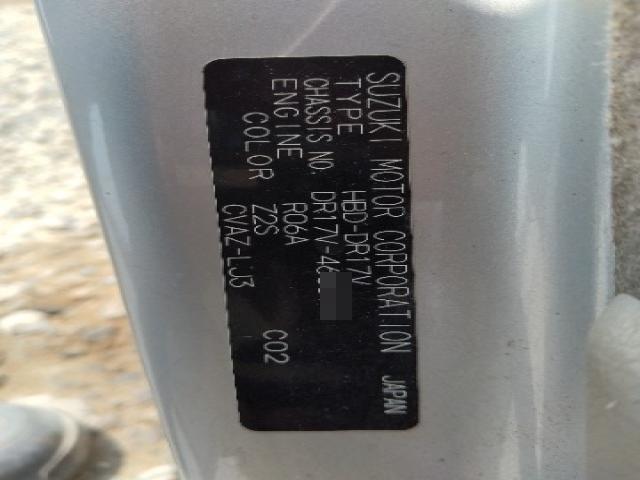 SUZUKI MOTOR CORPORATION JAPAN
TYPE HBD-DR17V
CHASSIS NO. DR17V-46
ENGINE R06A
COLOR Z2S C02
CVAZ-LJ3